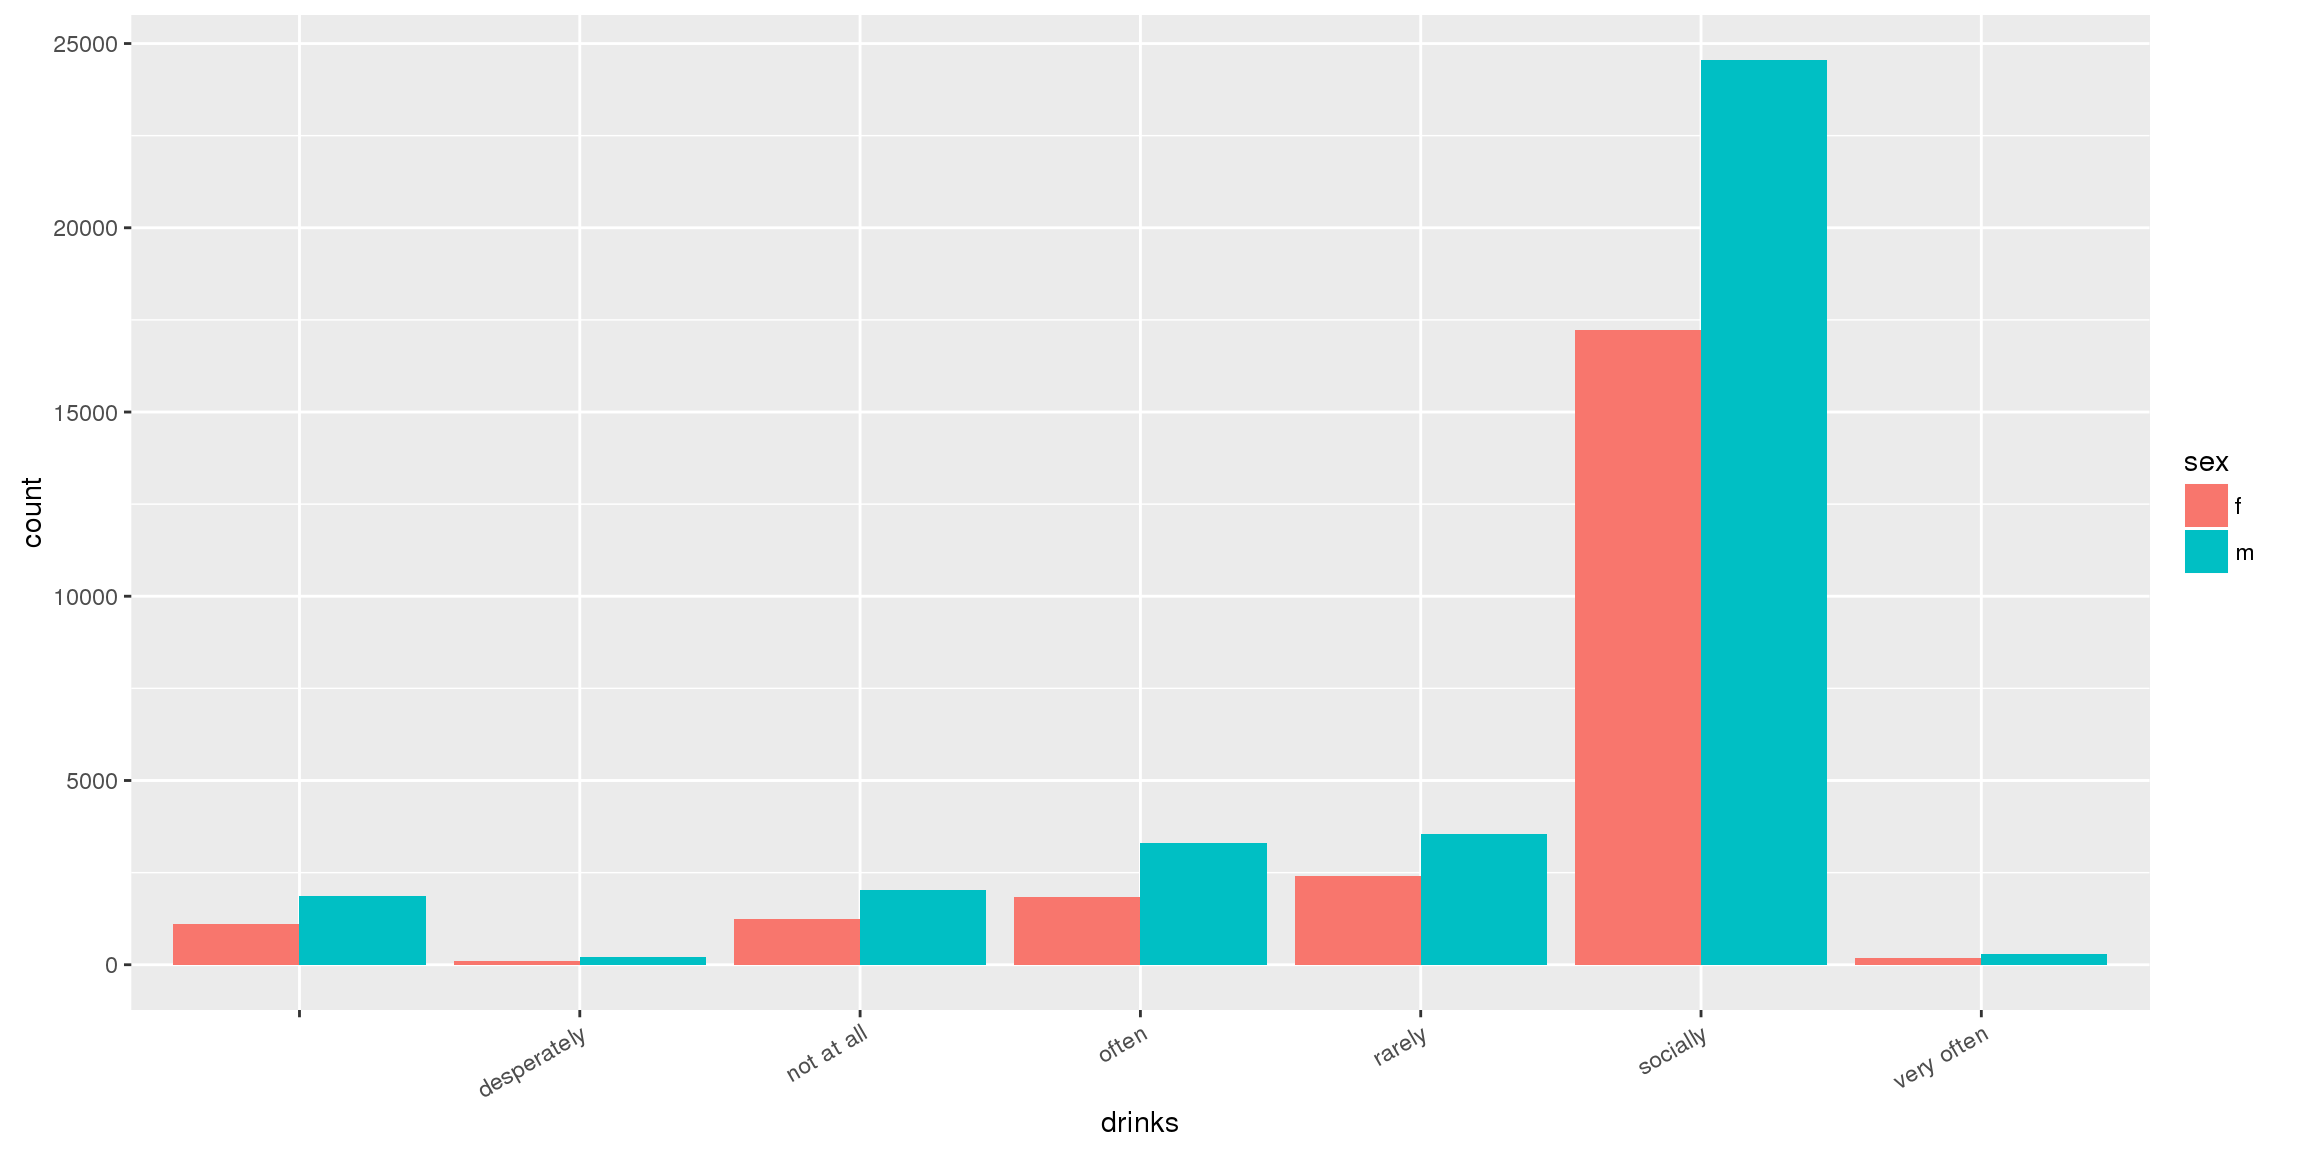 25000
20000
15000
10000
5000
0
count
desperately
not at all
often
rarely
socially
very often
drinks
sex
f
m